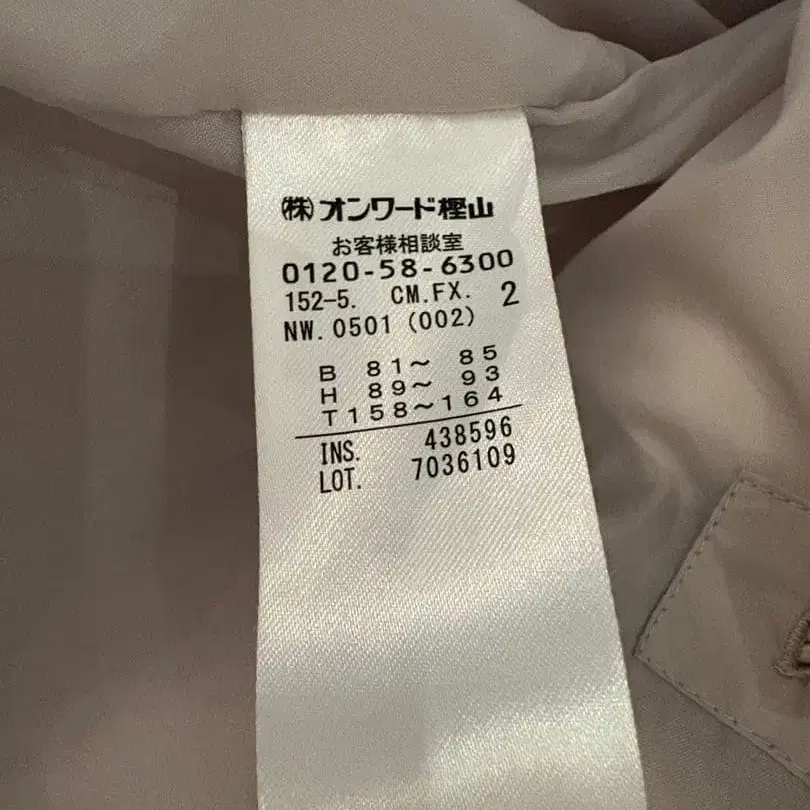 ㈱オンワード樫山
お客様相談室
0120-58-6300
152-5. CM.FX. 2
NW.0501(002)
B 81~ 85
H 89~ 93
T158~164
INS. 438596
LOT. 7036109